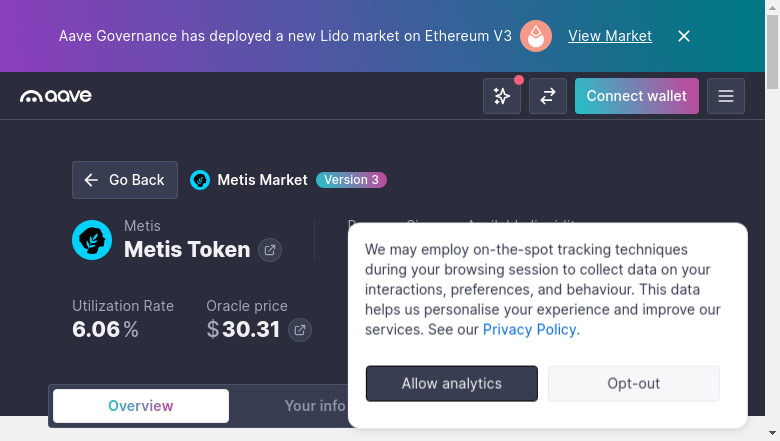 Aave Governance has deployed a new Lido market on Ethereum V3 View Market
aave
Connect wallet
Go Back
Metis Market
Version 3
Metis
Metis Token
Utilization Rate
6.06%
Oracle price
$30.31
We may employ on-the-spot tracking techniques
during your browsing session to collect data on your
interactions, preferences, and behaviour. This data
helps us personalise your experience and improve our
services. See our Privacy Policy.
Allow analytics
Opt-out
Overview
Your info